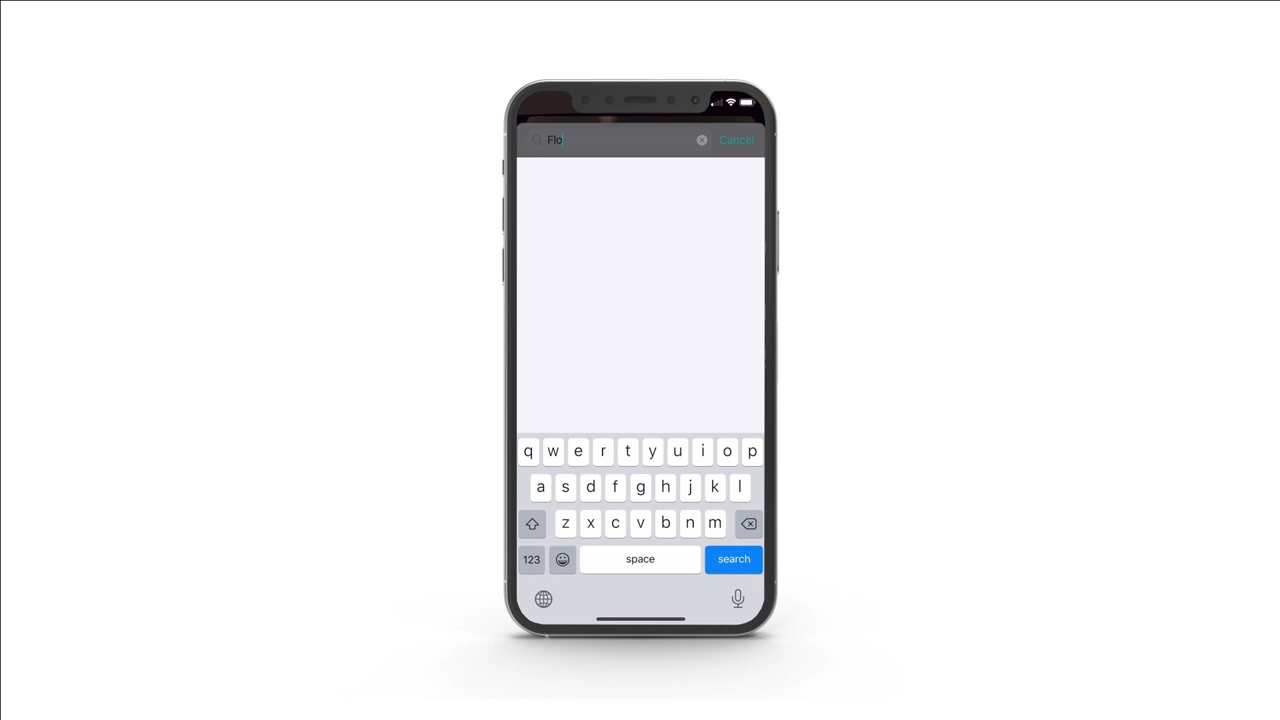 Flo Cancel
q w e r t y u i o p
a s d f g h j k l
z x c v b n m
123 space search